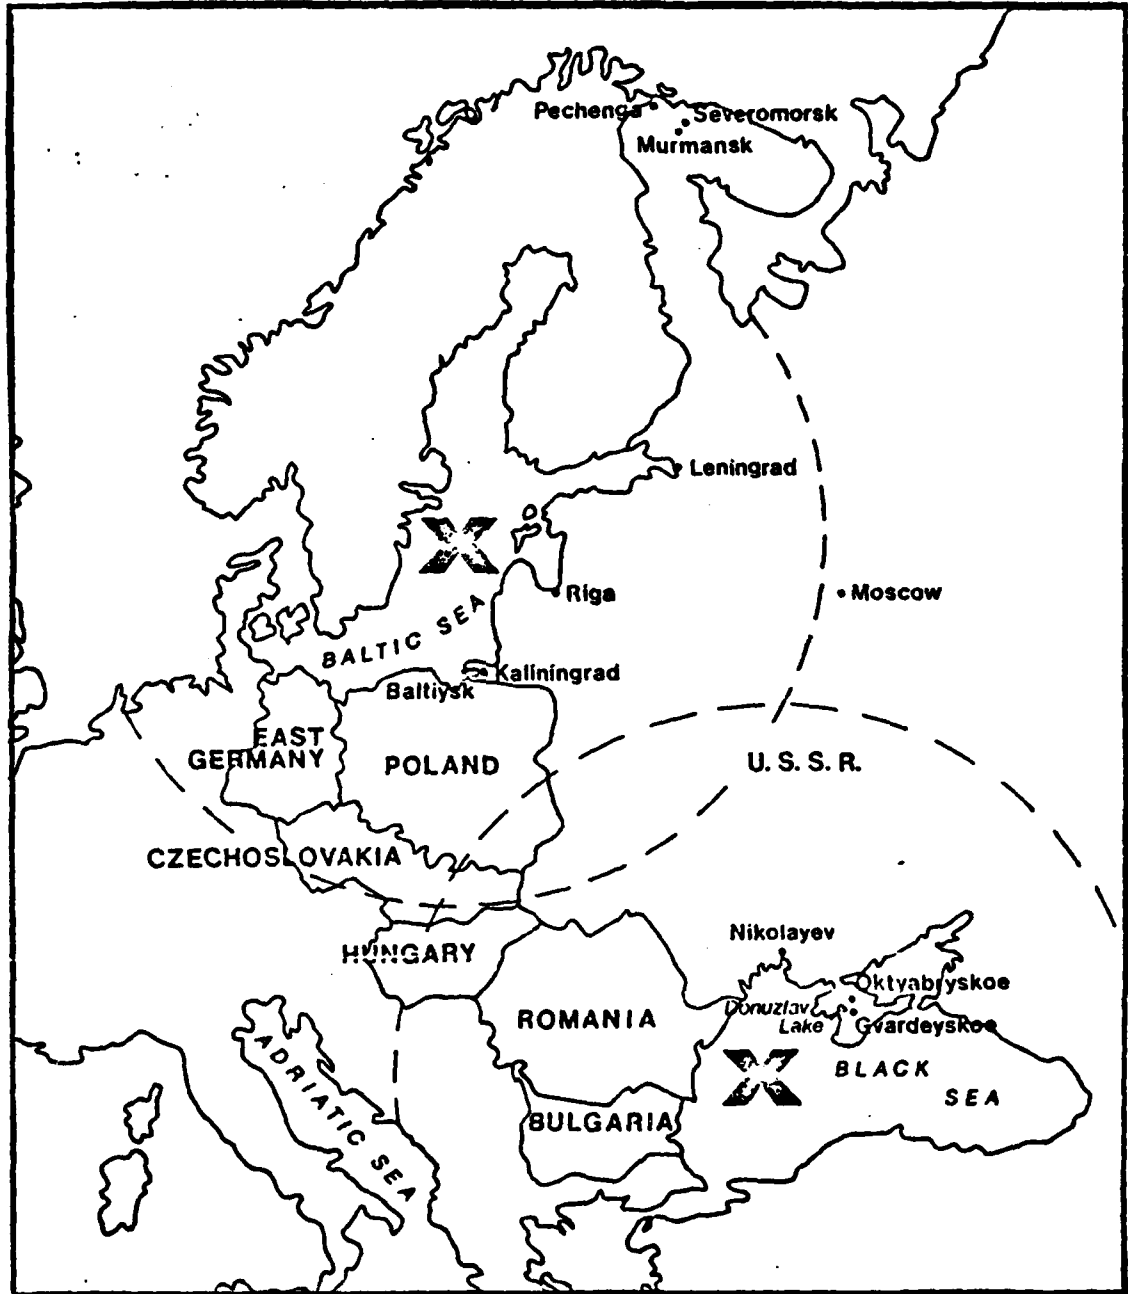 Pechenga
Severomorsk
Murmansk
Leningrad
Riga
Moscow
BALTIC SEA
Kaliningrad
Baltiysk
EAST
GERMANY
POLAND
U.S.S.R.
CZECHOSLOVAKIA
Nikolayev
HUNGARY
Oktyabryskoe
Donuzlav
Lake
Gvardeyskoe
ROMANIA
ADRIATIC SEA
BLACK
SEA
BULGARIA
X
X